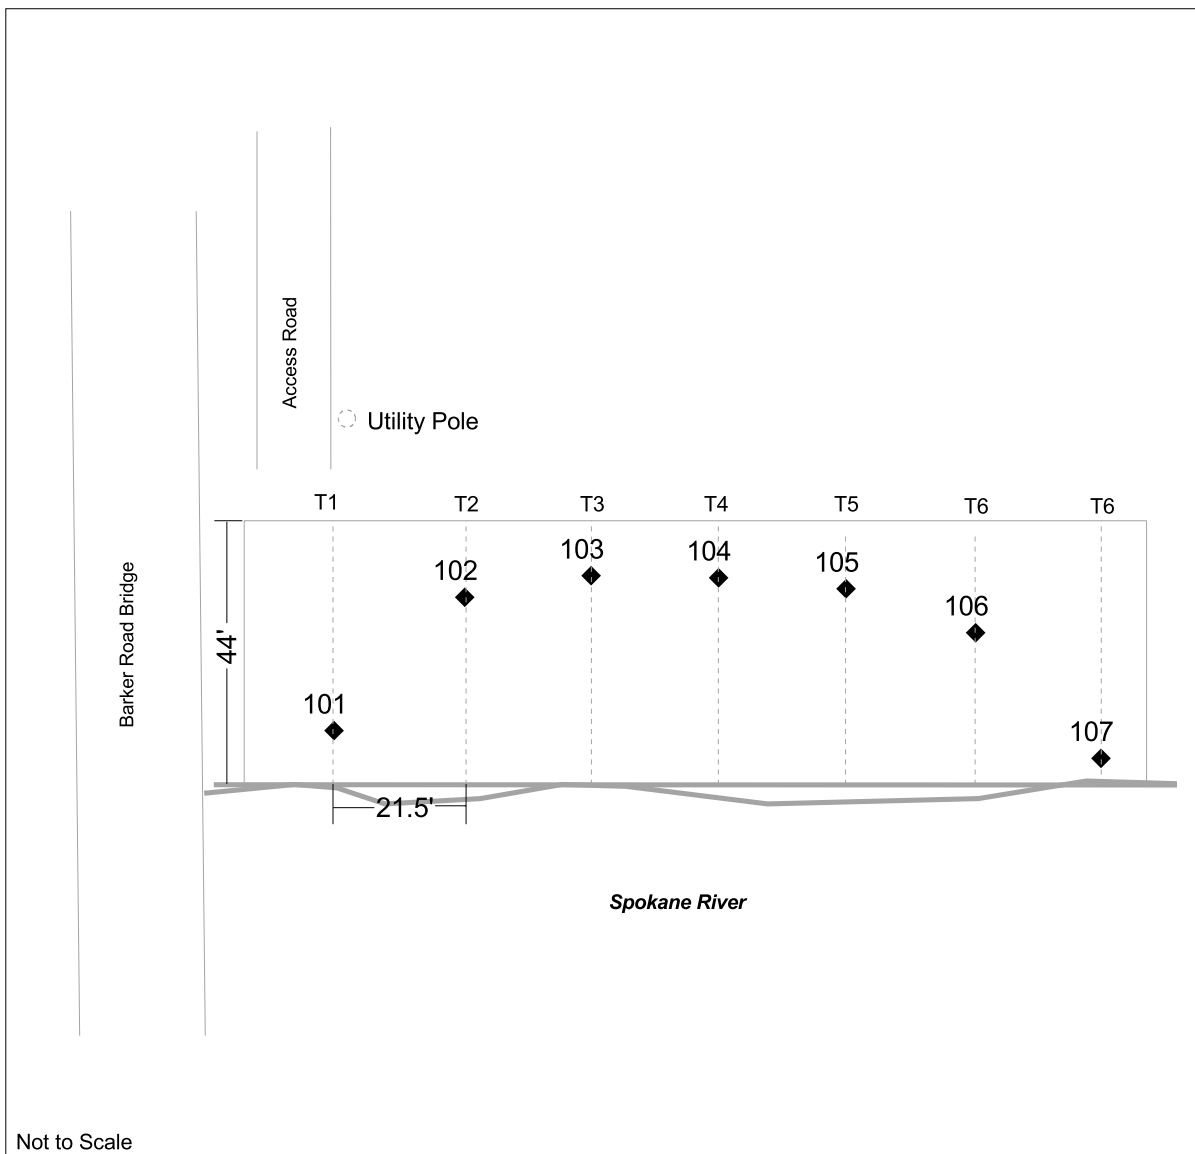 Access Road
Utility Pole
T1 T2 T3 T4 T5 T6 T6
103
104
105
102
106
Barker Road Bridge
44'
101
107
21.5'
Spokane River
Not to Scale